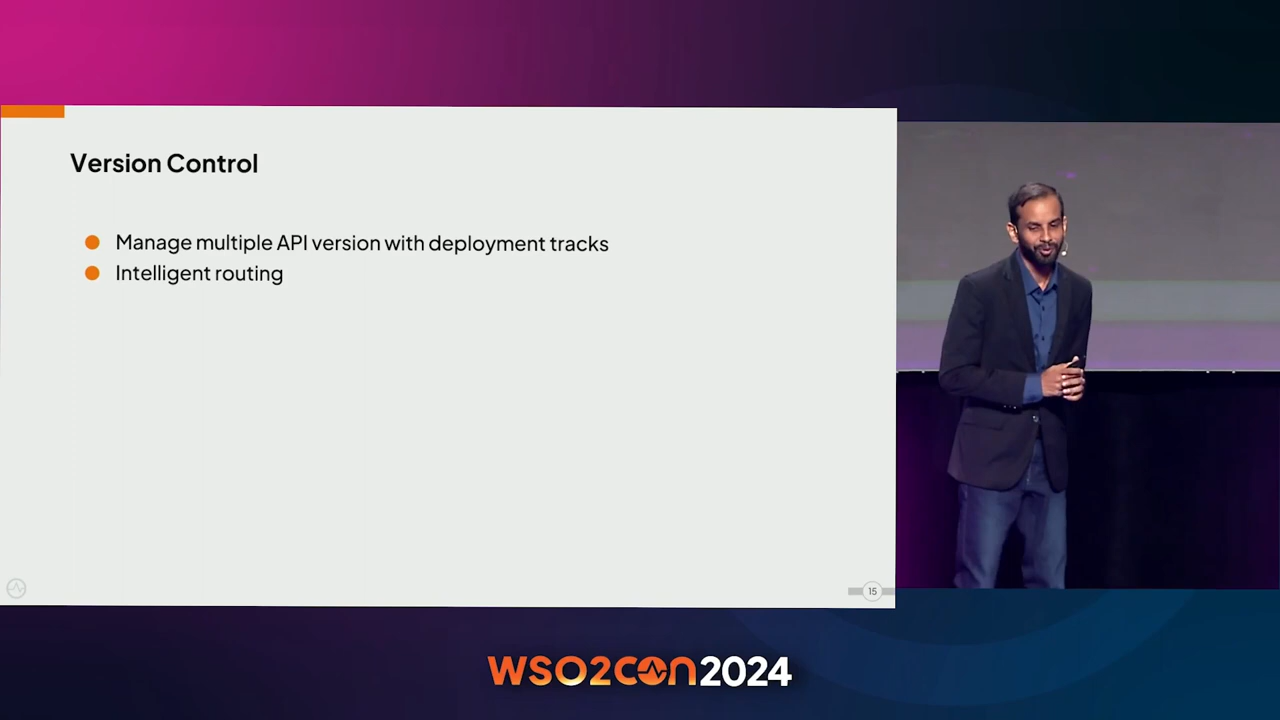 Version Control
Manage multiple API version with deployment tracks
Intelligent routing
15
WSO2CON2024